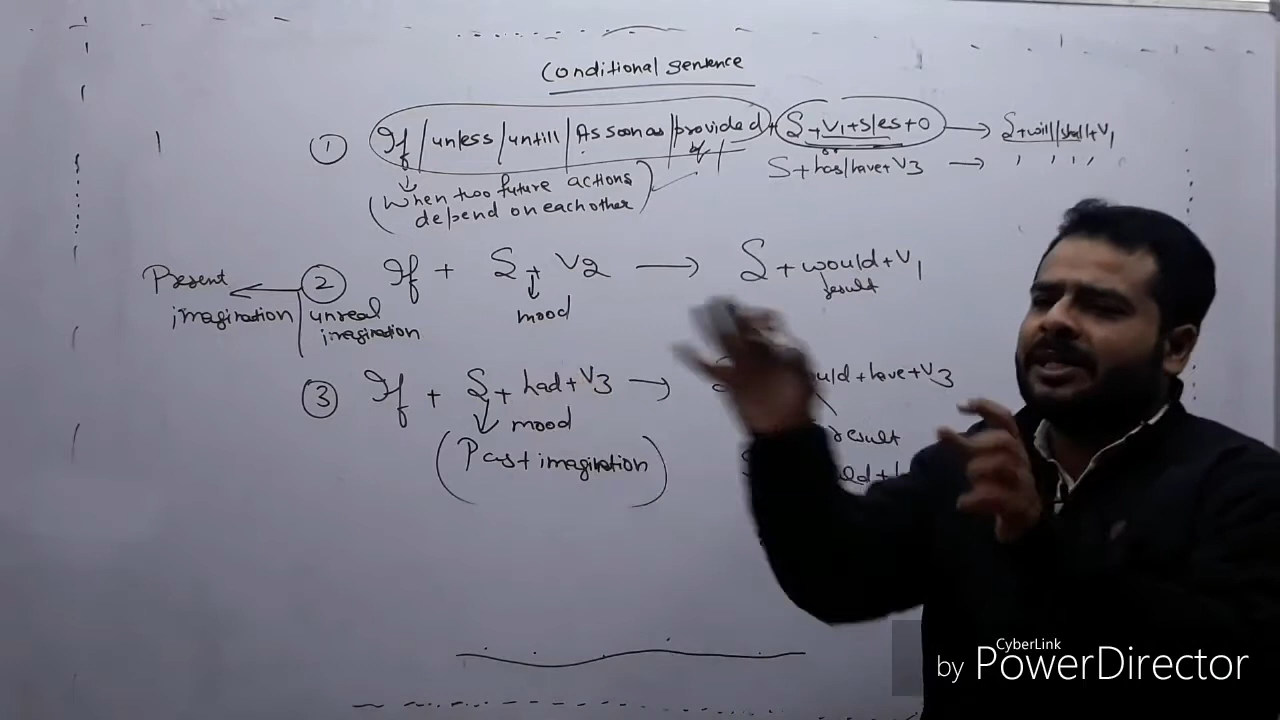 Conditional sentence
① If / unless / untill / As soon as / provided + S + V1 + s/es + O → S + will/shall + V1
or
S + has/have + V3 → , , , ,
(When two future actions
depend on each other)
② If + S + V2 → S + would + V1
mood
result
Present
imagination
unreal
imagination
③ If + S + had + V3 → uld + have + V3
mood
result
(Past imagination)
CyberLink
by PowerDirector